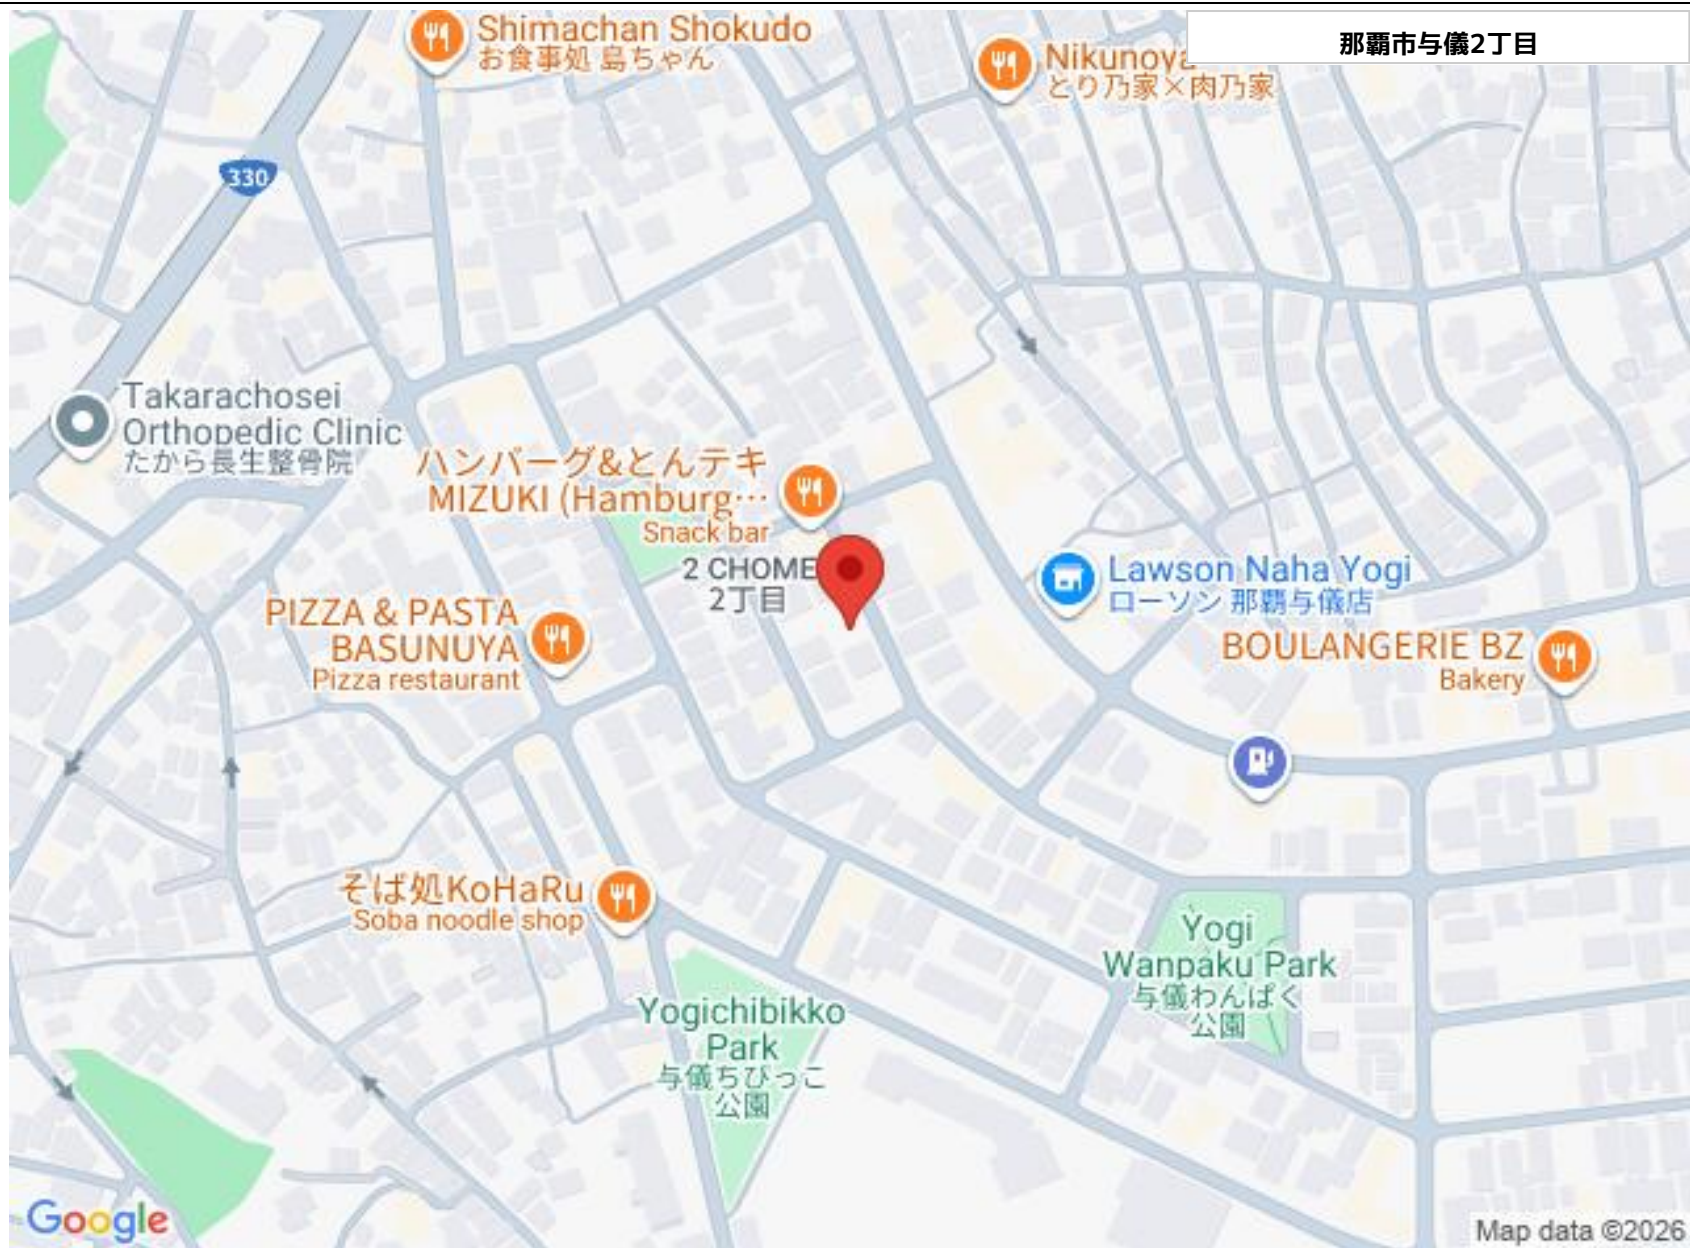 那覇市与儀2丁目
Shimachan Shokudo
お食事処 島ちゃん
Nikunoya
とり乃家×肉乃家
330
Takarachosei
Orthopedic Clinic
たから長生整骨院
ハンバーグ&とんテキ
MIZUKI (Hamburg…
Snack bar
2 CHOME
2丁目
Lawson Naha Yogi
ローソン 那覇与儀店
PIZZA & PASTA
BASUNUYA
Pizza restaurant
BOULANGERIE BZ
Bakery
そば処KoHaRu
Soba noodle shop
Yogi
Wanpaku Park
与儀わんぱく
公園
Yogichibikko
Park
与儀ちびっこ
公園
Google
Map data ©2026